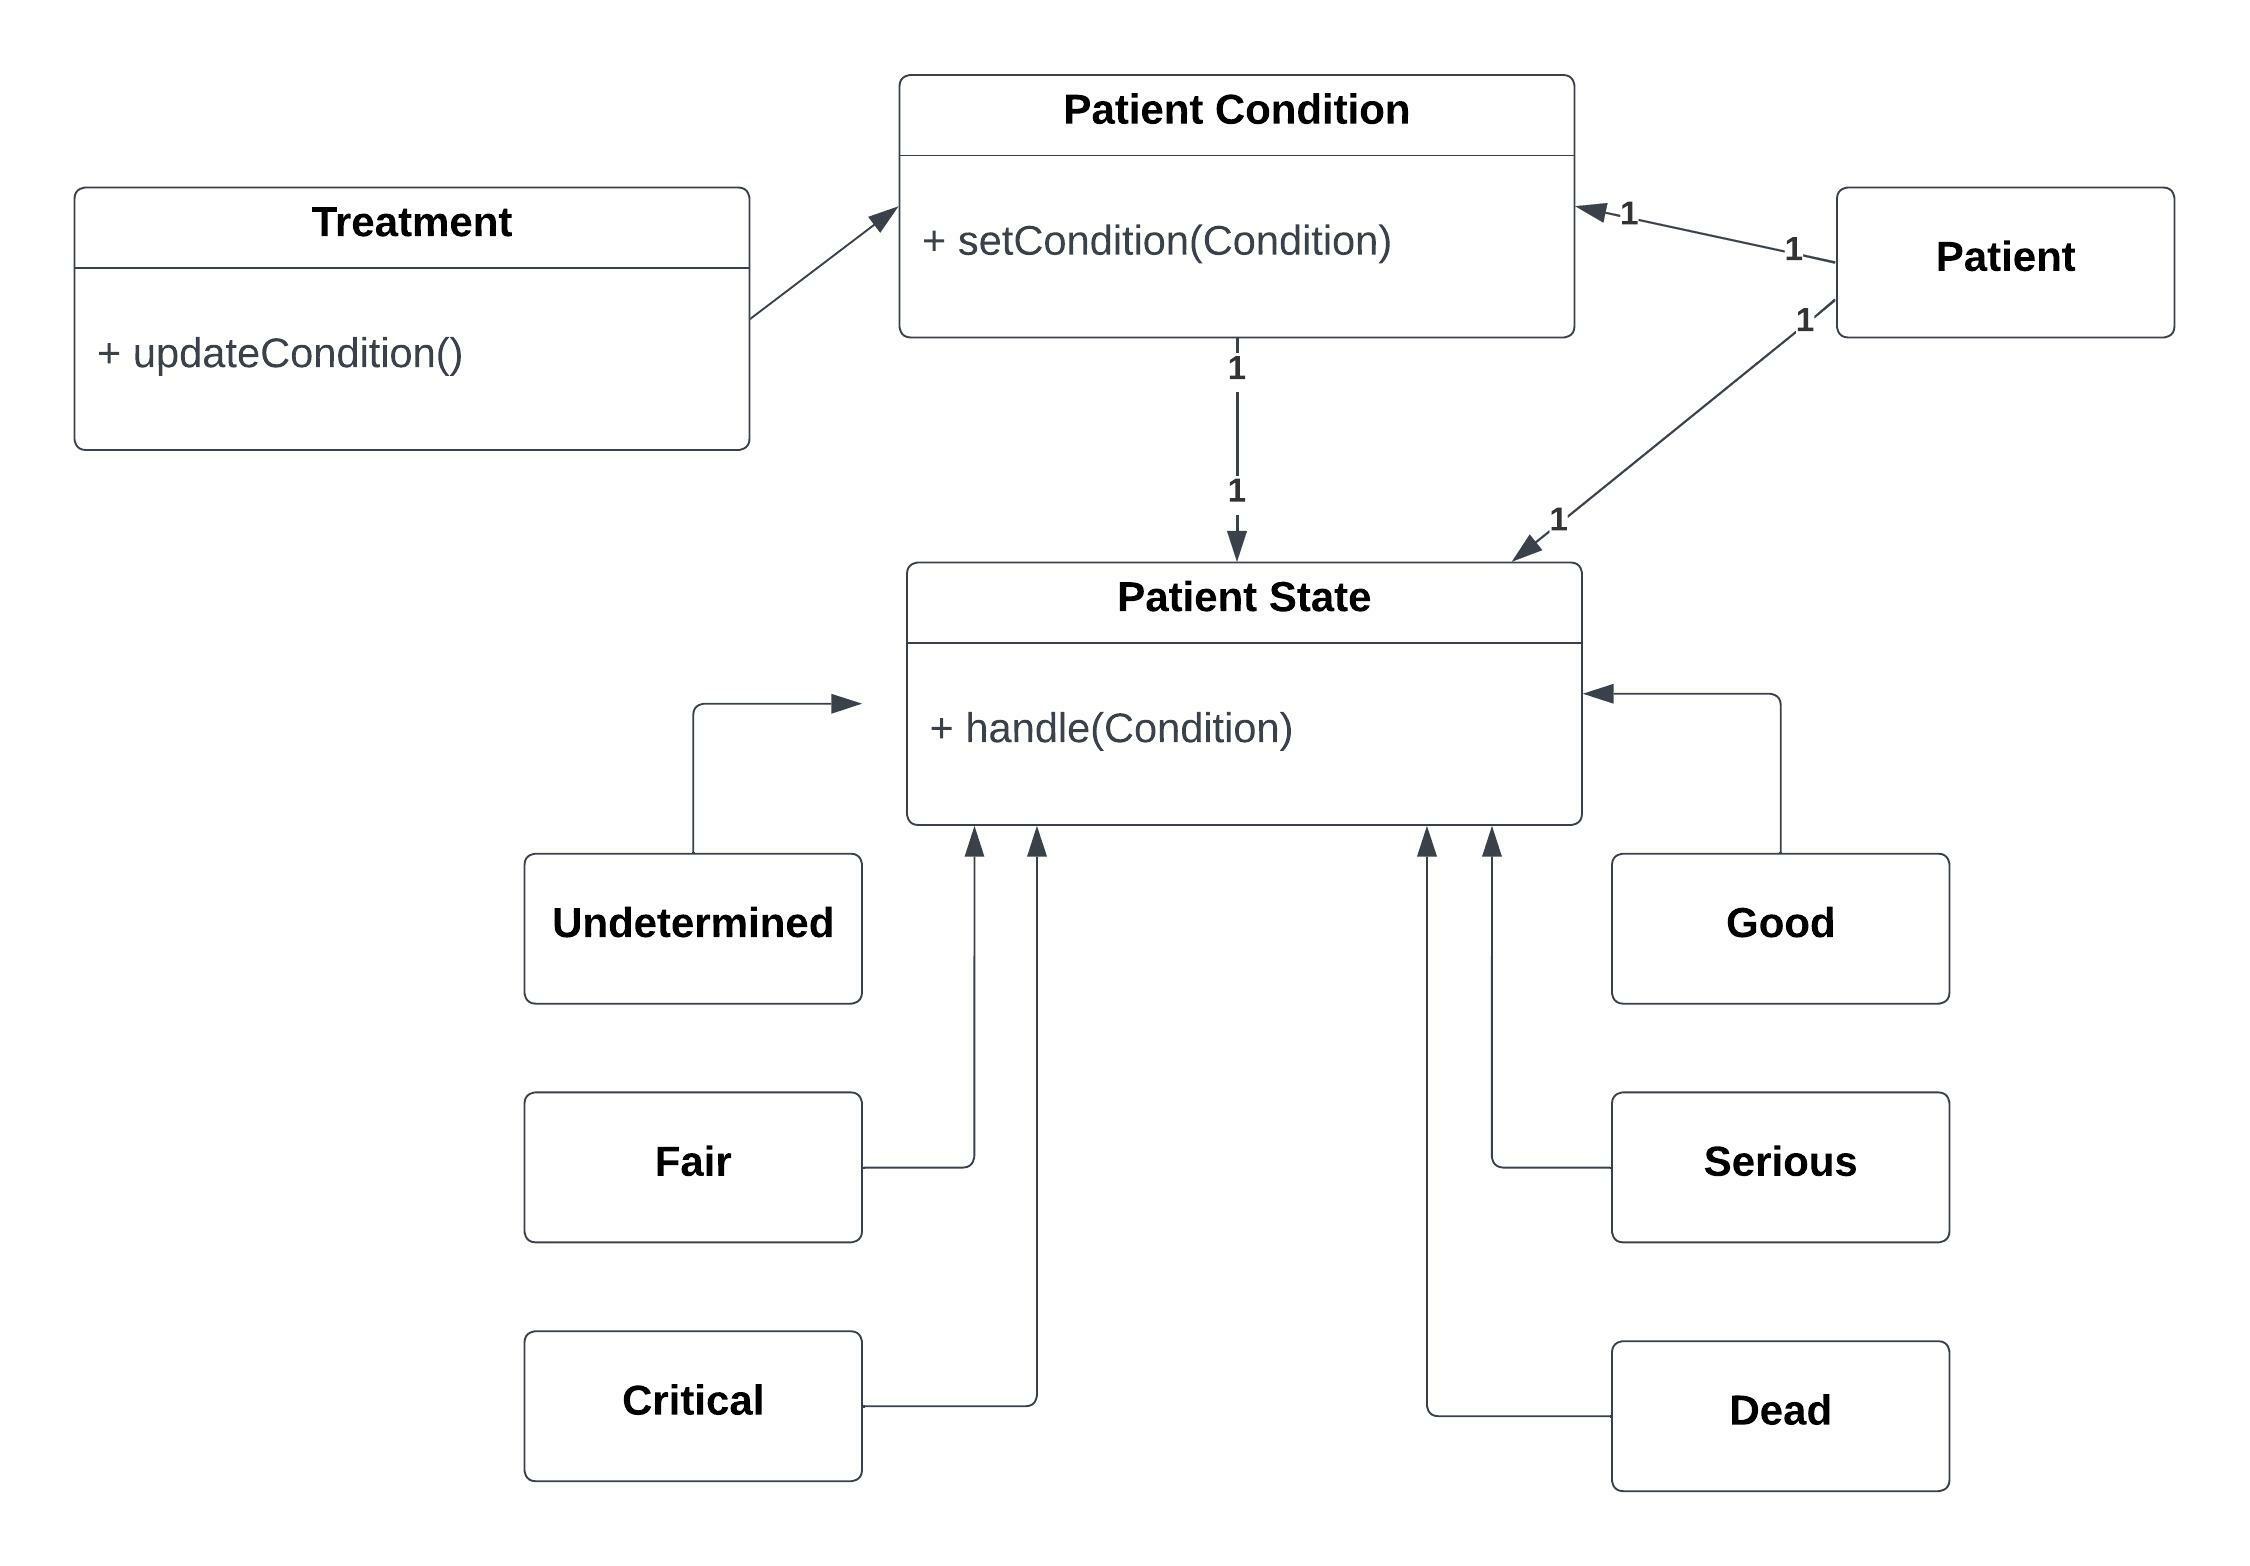 Patient Condition
+ setCondition(Condition)
Treatment
+ updateCondition()
Patient
1
1
1
1
1
1
Patient State
+ handle(Condition)
Undetermined
Good
Fair
Serious
Critical
Dead